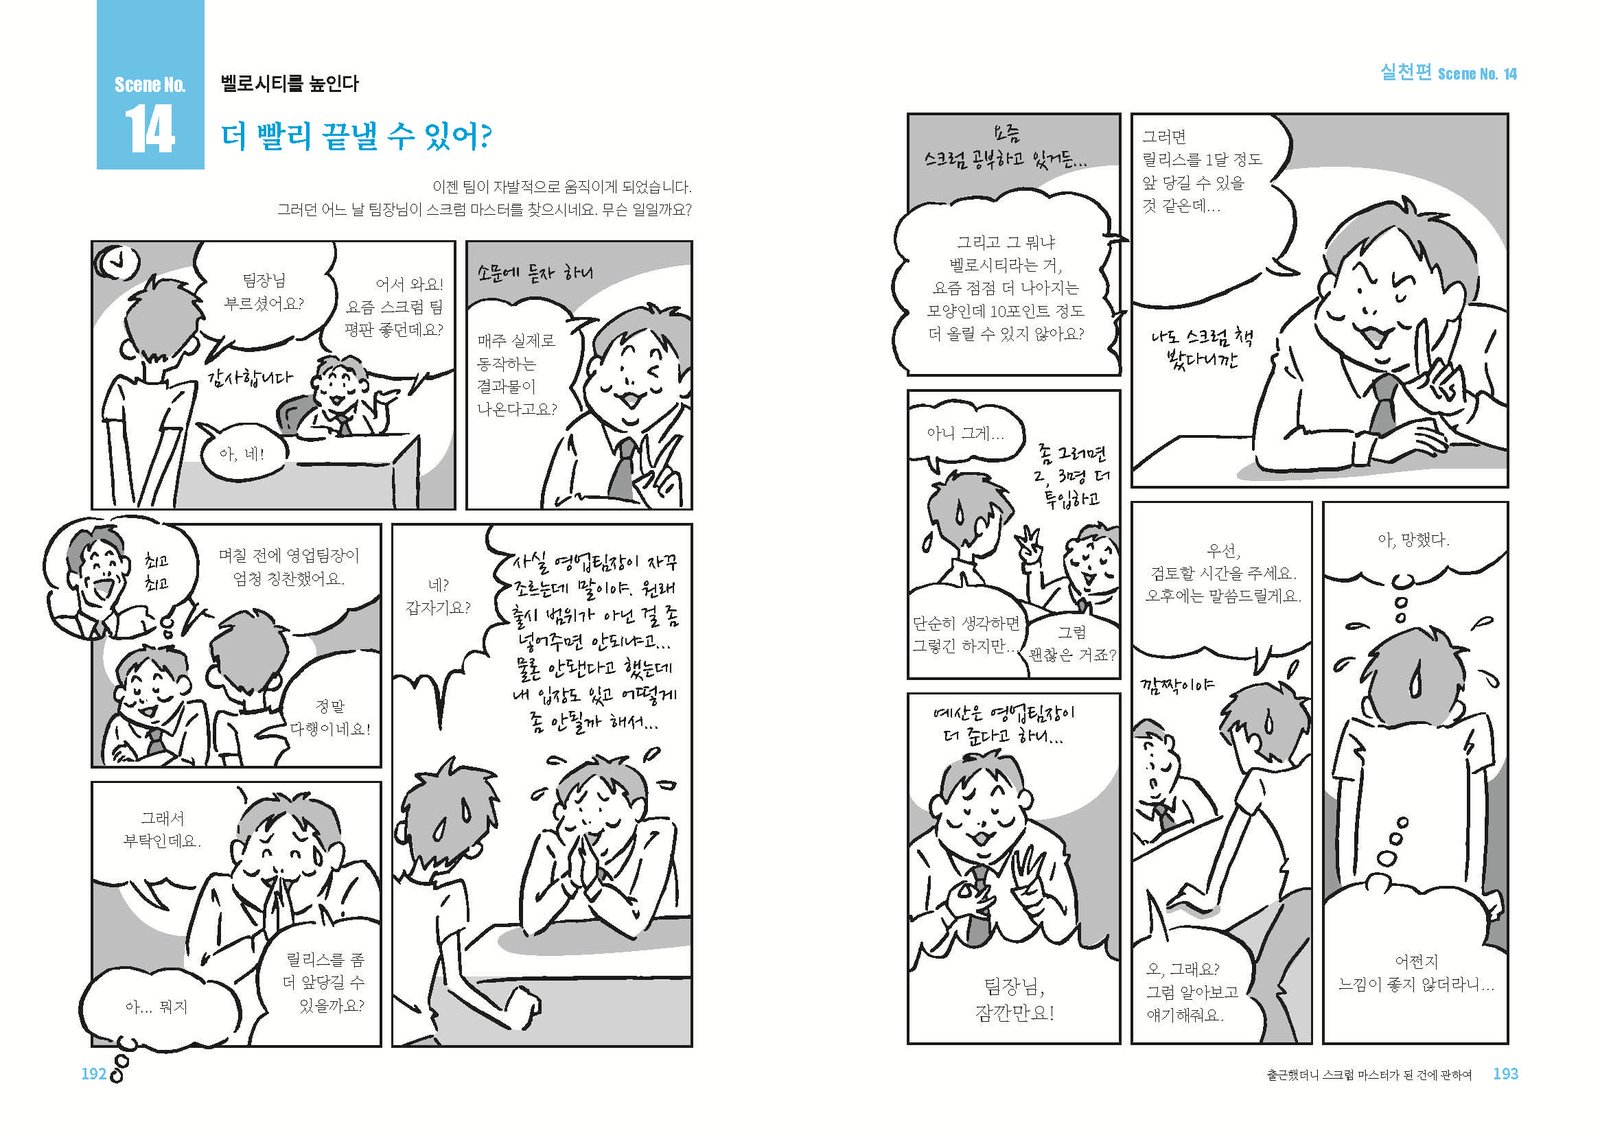 Scene No.
14
벨로시티를 높인다
더 빨리 끝낼 수 있어?
이젠 팀이 자발적으로 움직이게 되었습니다.
그러던 어느 날 팀장님이 스크럼 마스터를 찾으시네요. 무슨 일일까요?
팀장님
부르셨어요?
어서 와요!
요즘 스크럼 팀
평판 좋던데요?
감사합니다
아, 네!
소문에 듣자 하니
매주 실제로
동작하는
결과물이
나온다고요?
최고
최고
며칠 전에 영업팀장이
엄청 칭찬했어요.
정말
다행이네요!
네?
갑자기요?
사실 영업팀장이 자꾸
조르는데 말이야. 원래
출시 범위가 아닌 걸 좀
넣어주면 안되냐고...
물론 안됀다고 했는데
내 입장도 있고 어떻게
좀 안될까 해서...
그래서
부탁인데요.
릴리스를 좀
더 앞당길 수
있을까요?
아... 뭐지
192
실천편 Scene No. 14
요즘
스크럼 공부하고 있거든...
그리고 그 뭐냐
벨로시티라는 거,
요즘 점점 더 나아지는
모양인데 10포인트 정도
더 올릴 수 있지 않아요?
그러면
릴리스를 1달 정도
앞 당길 수 있을
것 같은데...
나도 스크럼 책
봤다니깐
아니 그게...
좀 그러면
2, 3명 더
투입하고
단순히 생각하면
그렇긴 하지만...
그럼
괜찮은 거죠?
예산은 영업팀장이
더 준다고 하니...
팀장님,
잠깐만요!
우선,
검토할 시간을 주세요.
오후에는 말씀드릴게요.
깜짝이야
오, 그래요?
그럼 알아보고
얘기해줘요.
아, 망했다.
어쩐지
느낌이 좋지 않더라니...
출근했더니 스크럼 마스터가 된 건에 관하여
193